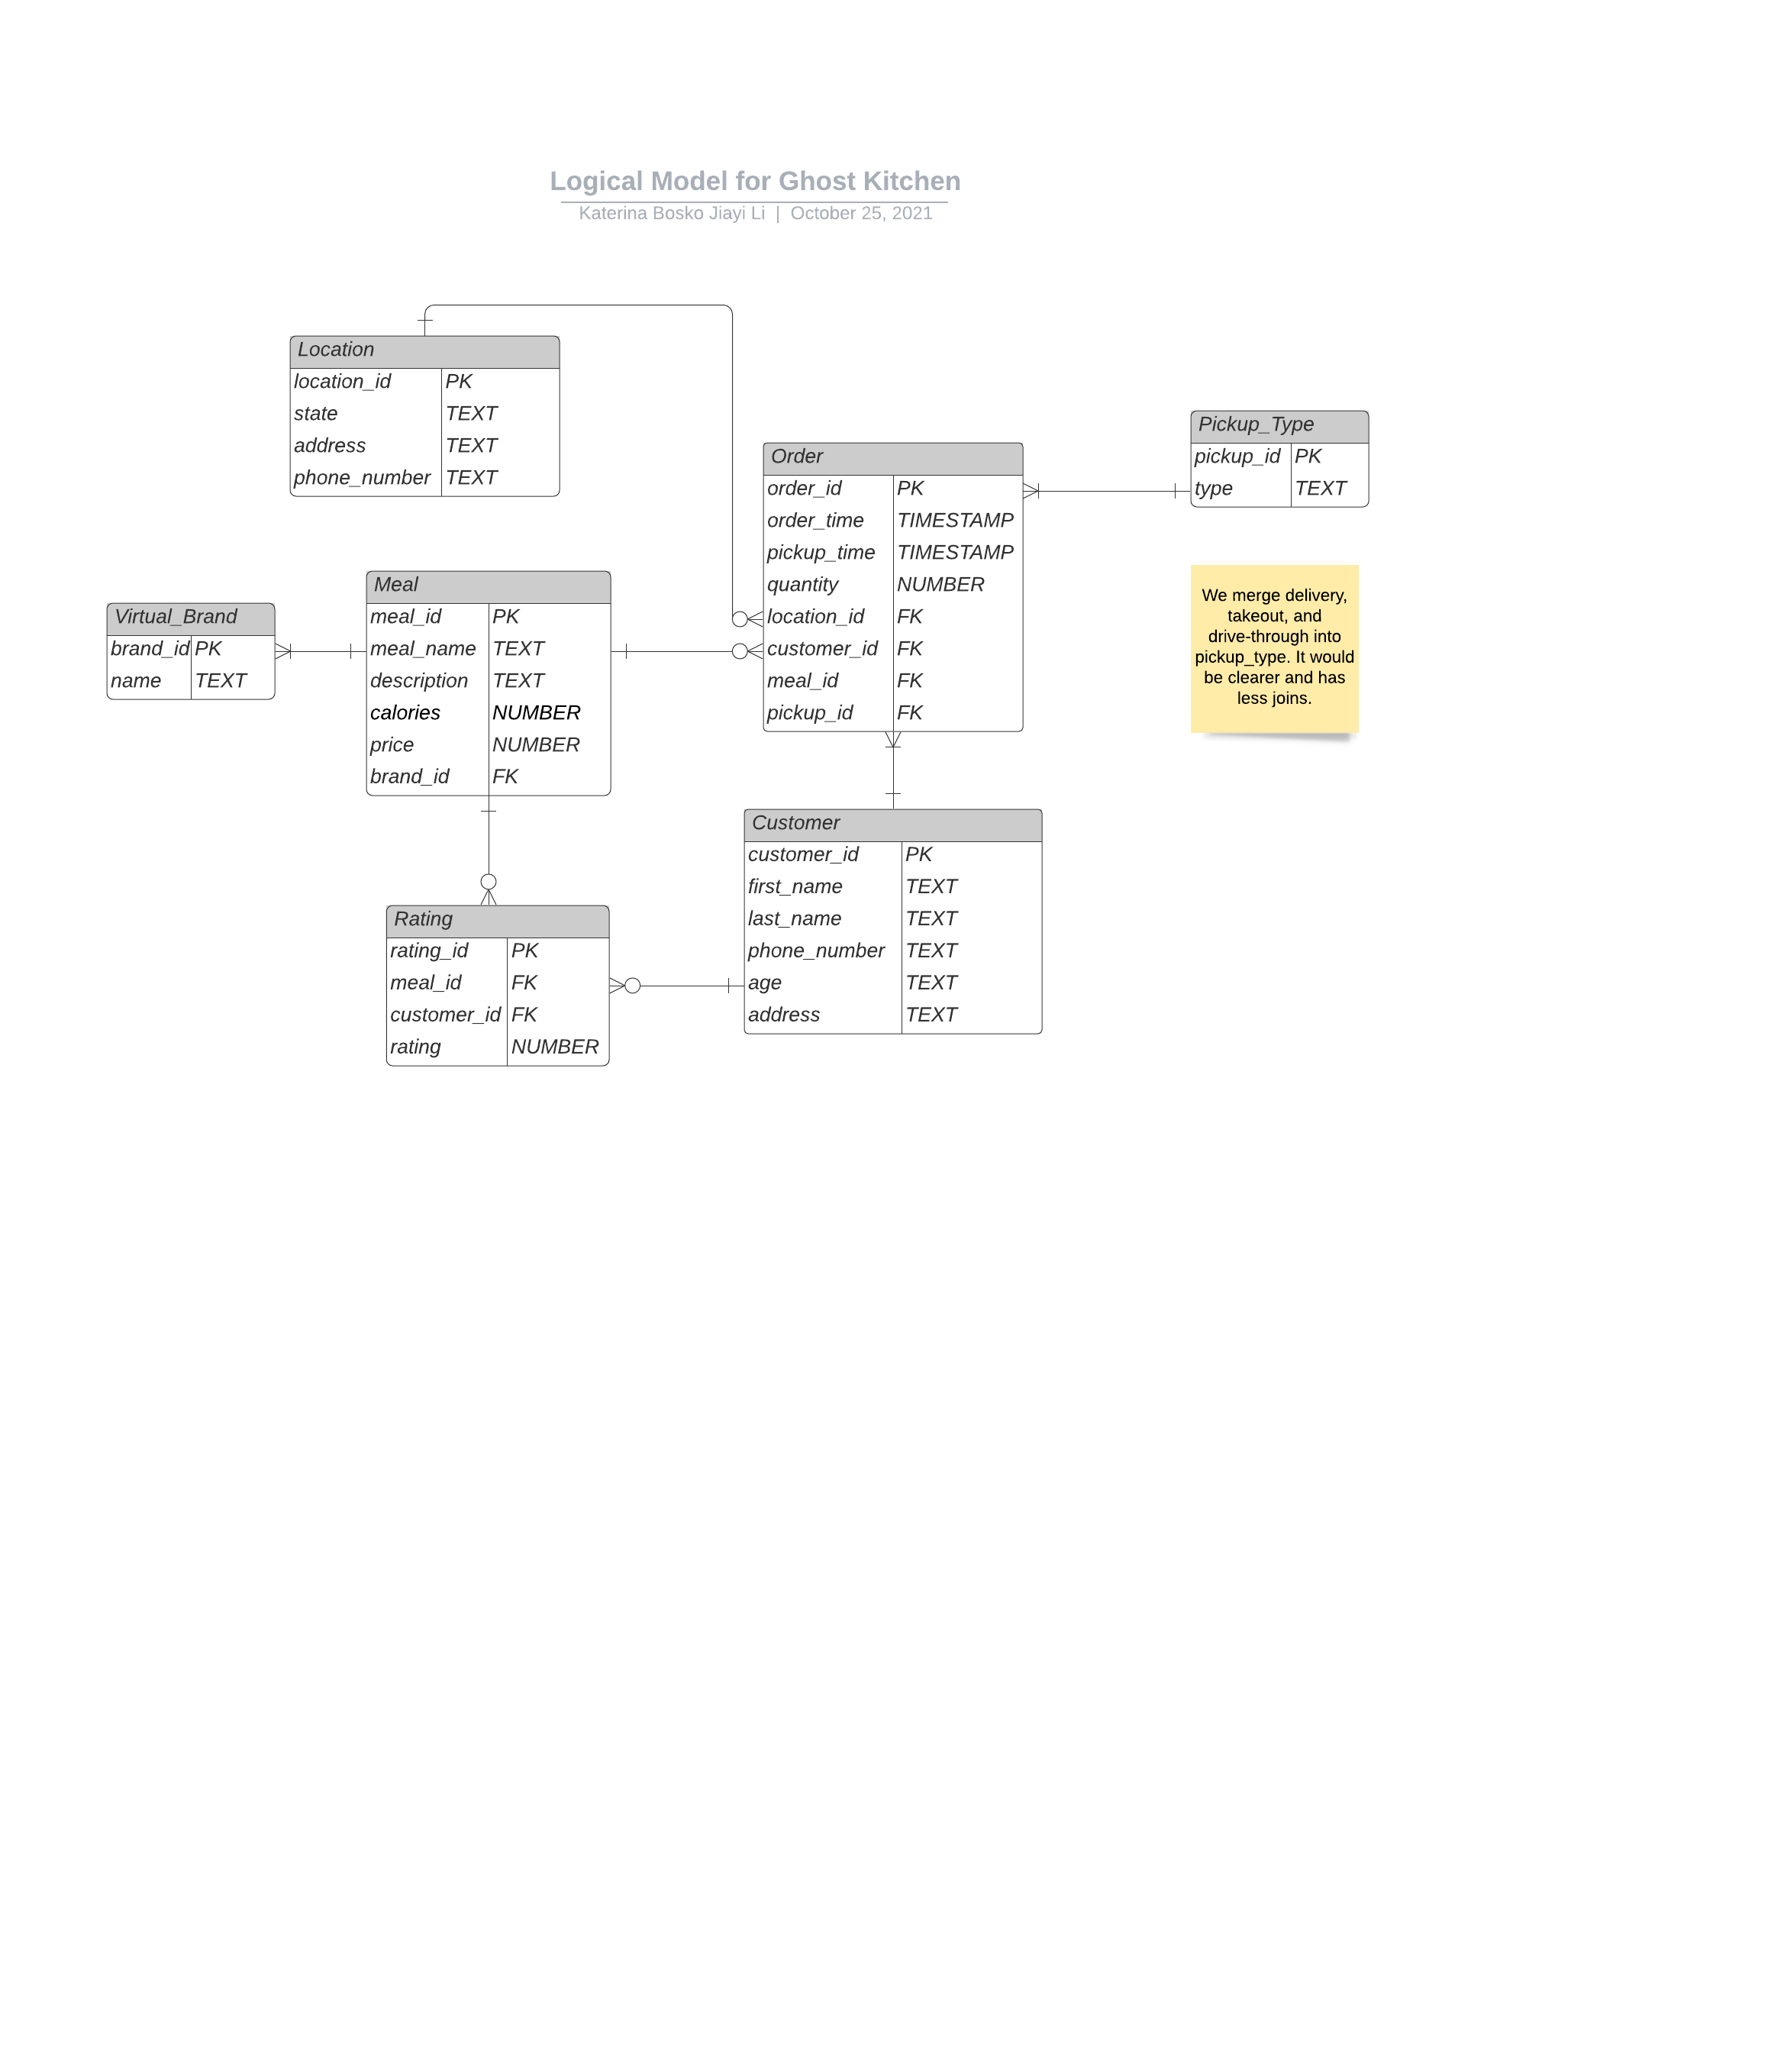 Logical Model for Ghost Kitchen
Katerina Bosko Jiayi Li | October 25, 2021
Location
location_id PK
state TEXT
address TEXT
phone_number TEXT
Pickup_Type
pickup_id PK
type TEXT
Order
order_id PK
order_time TIMESTAMP
pickup_time TIMESTAMP
quantity NUMBER
location_id FK
customer_id FK
meal_id FK
pickup_id FK
We merge delivery,
takeout, and
drive-through into
pickup_type. It would
be clearer and has
less joins.
Meal
meal_id PK
meal_name TEXT
description TEXT
calories NUMBER
price NUMBER
brand_id FK
Virtual_Brand
brand_id PK
name TEXT
Customer
customer_id PK
first_name TEXT
last_name TEXT
phone_number TEXT
age TEXT
address TEXT
Rating
rating_id PK
meal_id FK
customer_id FK
rating NUMBER